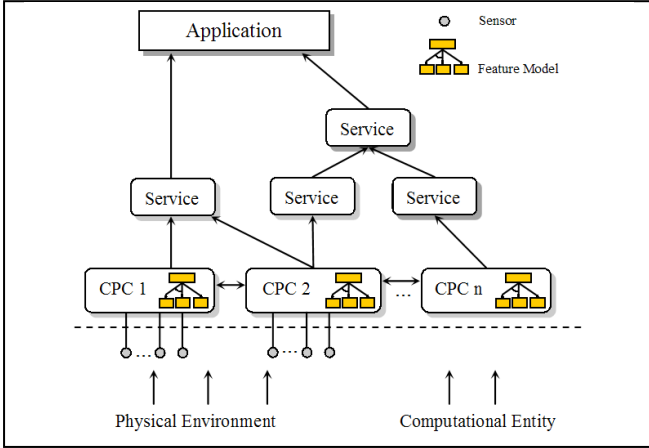 Application
Sensor
Feature Model
Service
Service
Service
Service
CPC 1
CPC 2
...
CPC n
....
.....
Physical Environment
Computational Entity